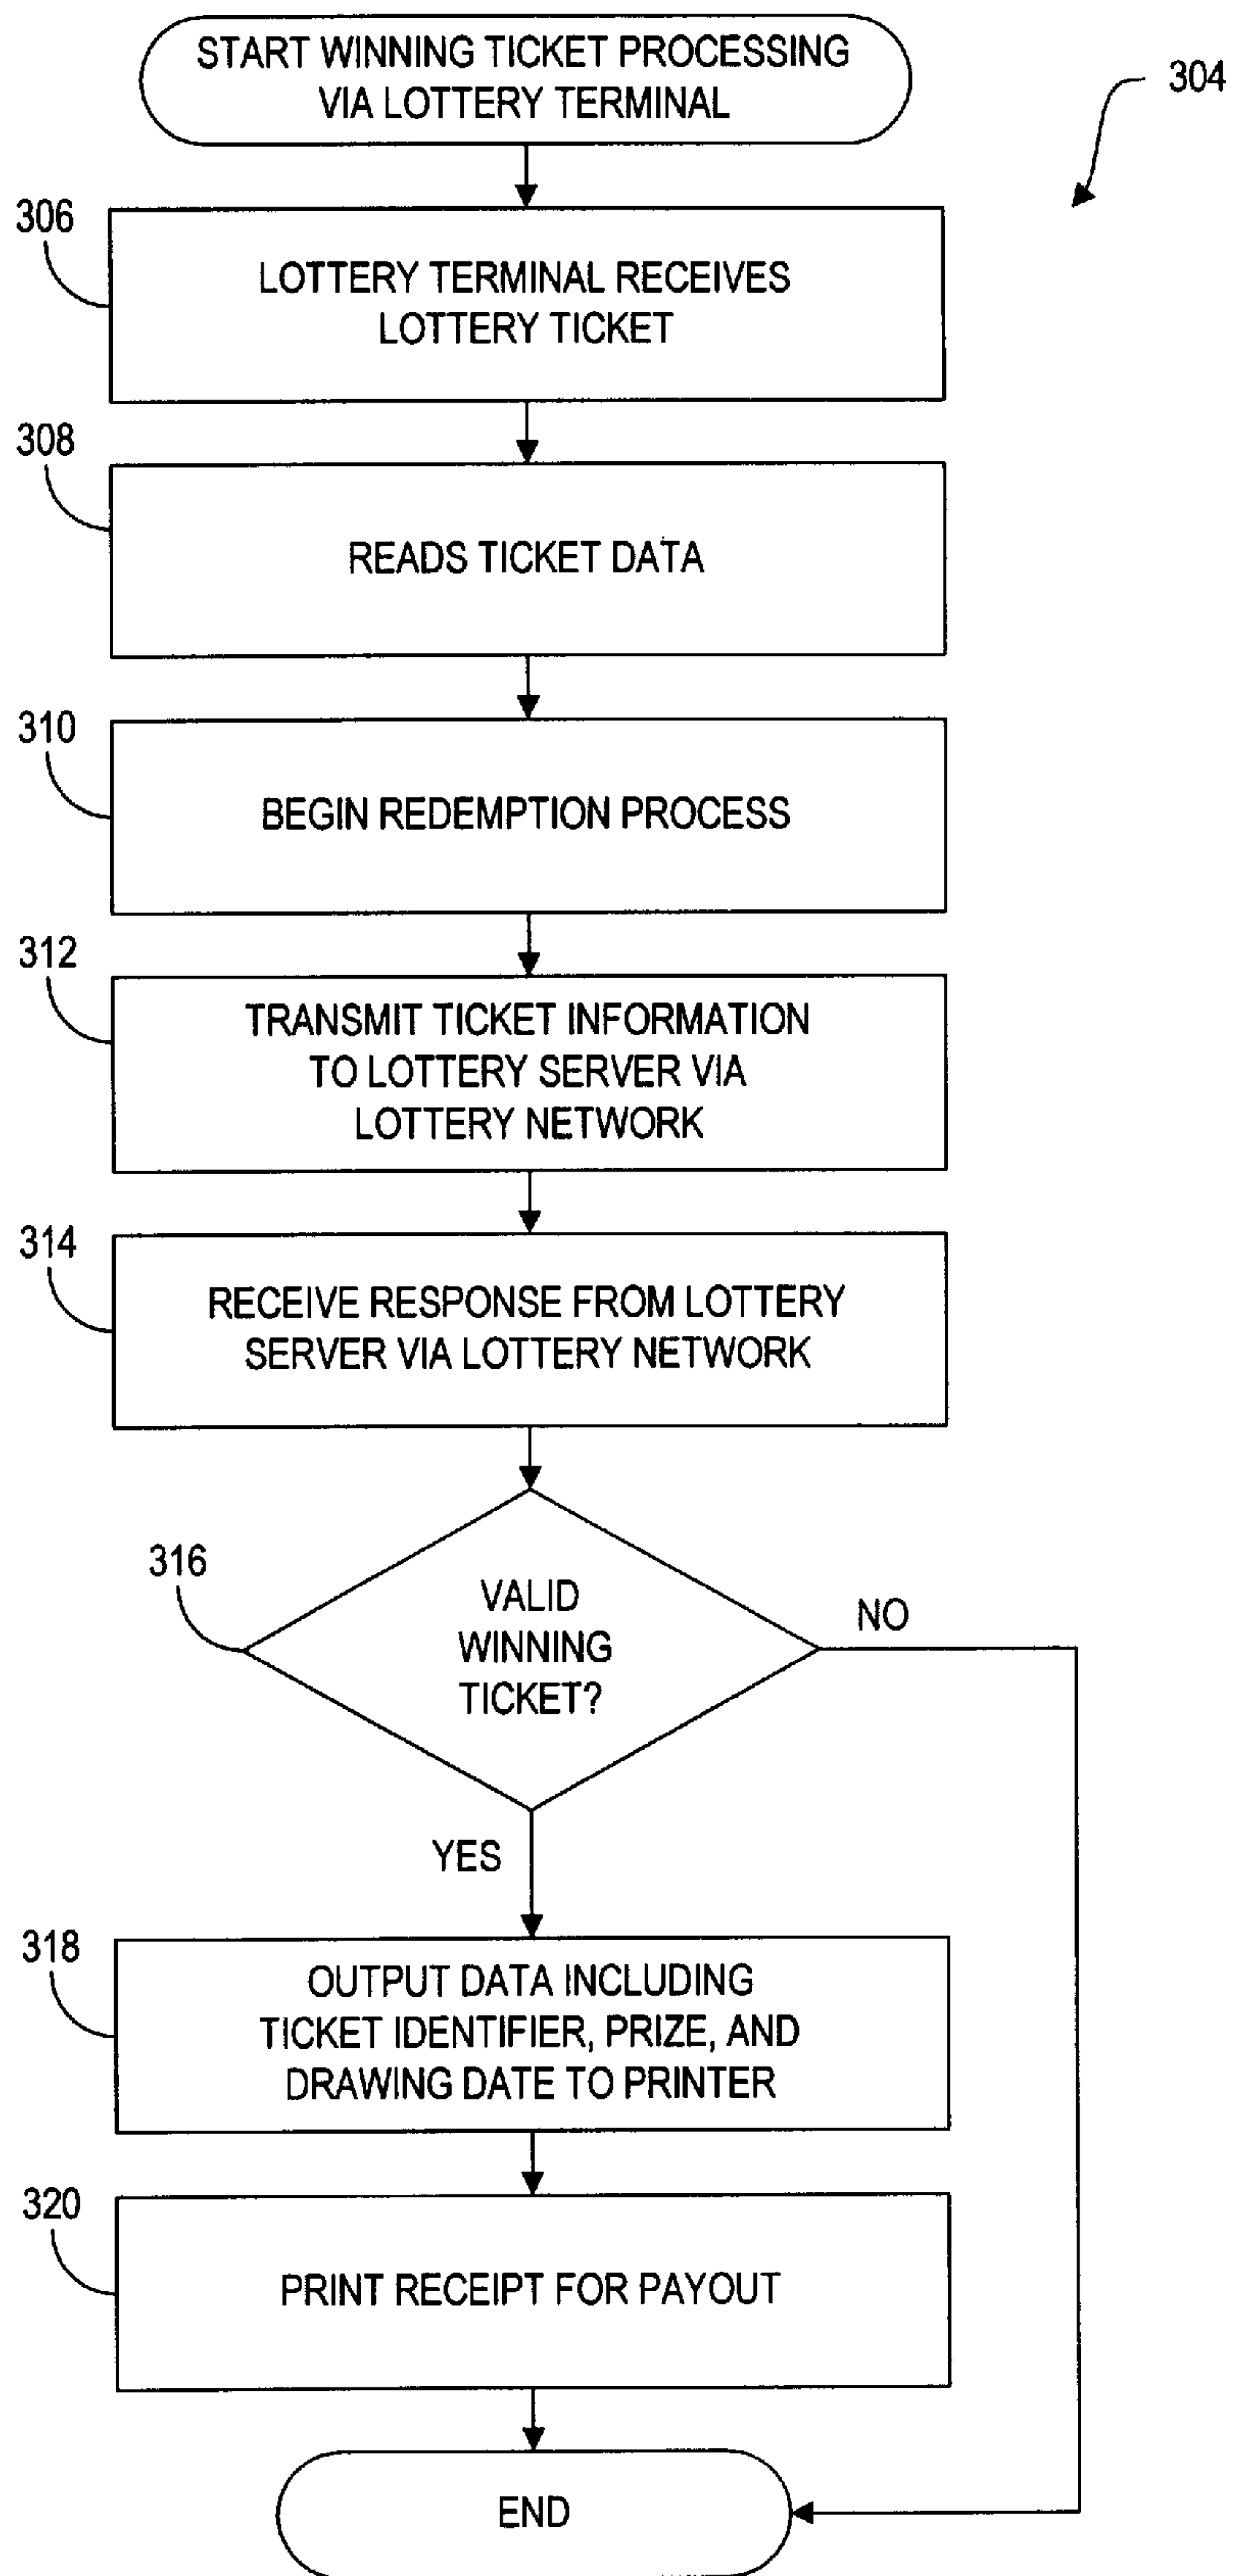 START WINNING TICKET PROCESSING
VIA LOTTERY TERMINAL
304
306
LOTTERY TERMINAL RECEIVES
LOTTERY TICKET
308
READS TICKET DATA
310
BEGIN REDEMPTION PROCESS
312
TRANSMIT TICKET INFORMATION
TO LOTTERY SERVER VIA
LOTTERY NETWORK
314
RECEIVE RESPONSE FROM LOTTERY
SERVER VIA LOTTERY NETWORK
316
VALID
WINNING
TICKET?
NO
YES
318
OUTPUT DATA INCLUDING
TICKET IDENTIFIER, PRIZE, AND
DRAWING DATE TO PRINTER
320
PRINT RECEIPT FOR PAYOUT
END